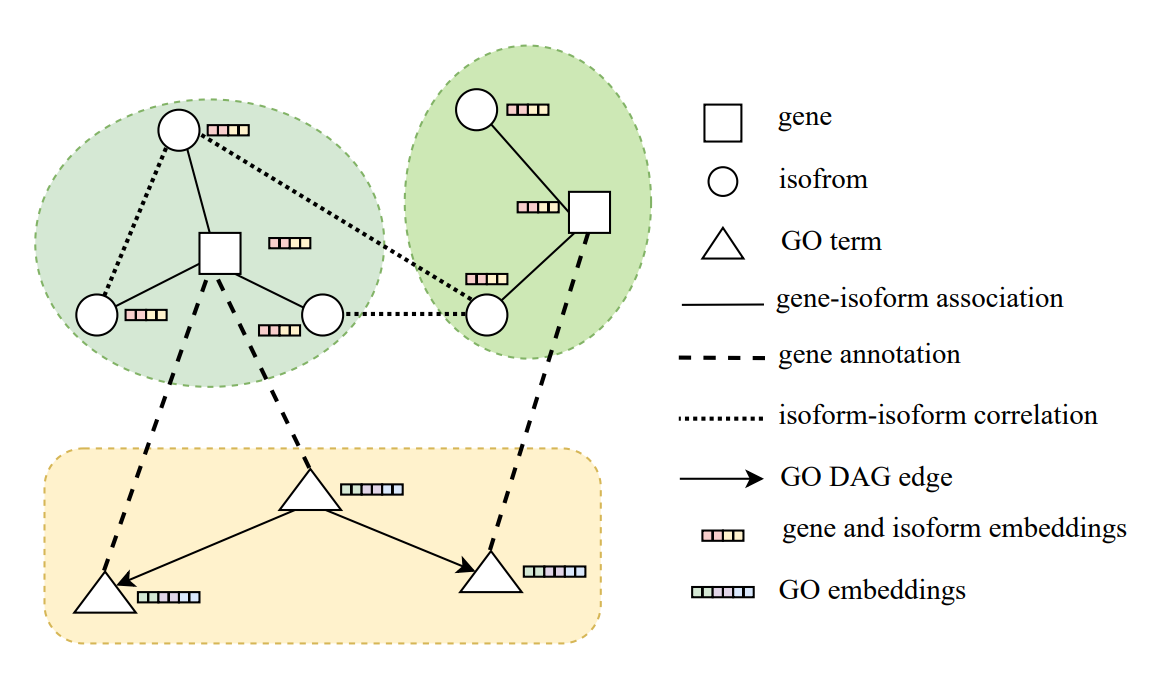 gene
isofrom
GO term
gene-isoform association
gene annotation
isoform-isoform correlation
GO DAG edge
gene and isoform embeddings
GO embeddings